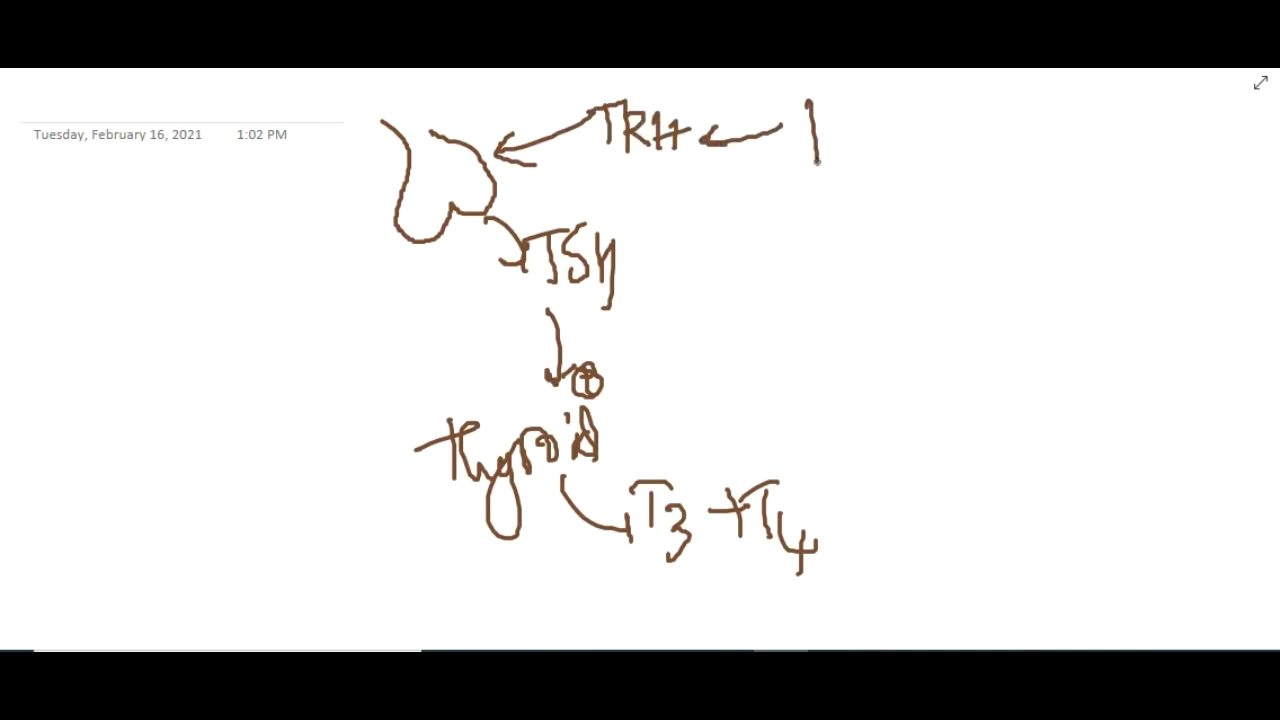 Tuesday, February 16, 2021 1:02 PM
TRH
TSH
thyroid
T3 + T4